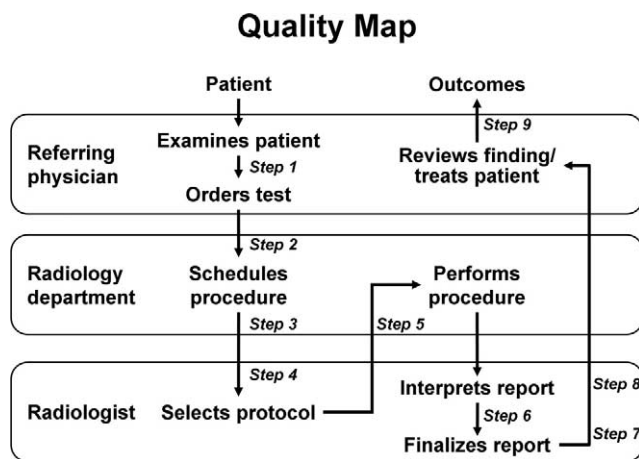 Quality Map
Patient
Outcomes
Step 9
Referring
physician
Examines patient
Step 1
Orders test
Reviews finding/
treats patient
Step 2
Radiology
department
Schedules
procedure
Performs
procedure
Step 3
Step 5
Step 4
Radiologist
Selects protocol
Interprets report
Step 8
Step 6
Finalizes report
Step 7